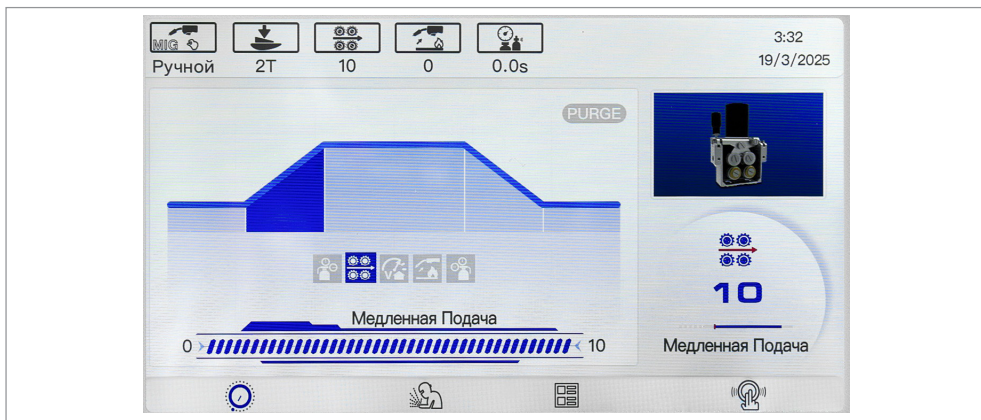 MIG
Ручной
2T
10
0
0.0s
3:32
19/3/2025
PURGE
V
10
Медленная Подача
0
10
Медленная Подача